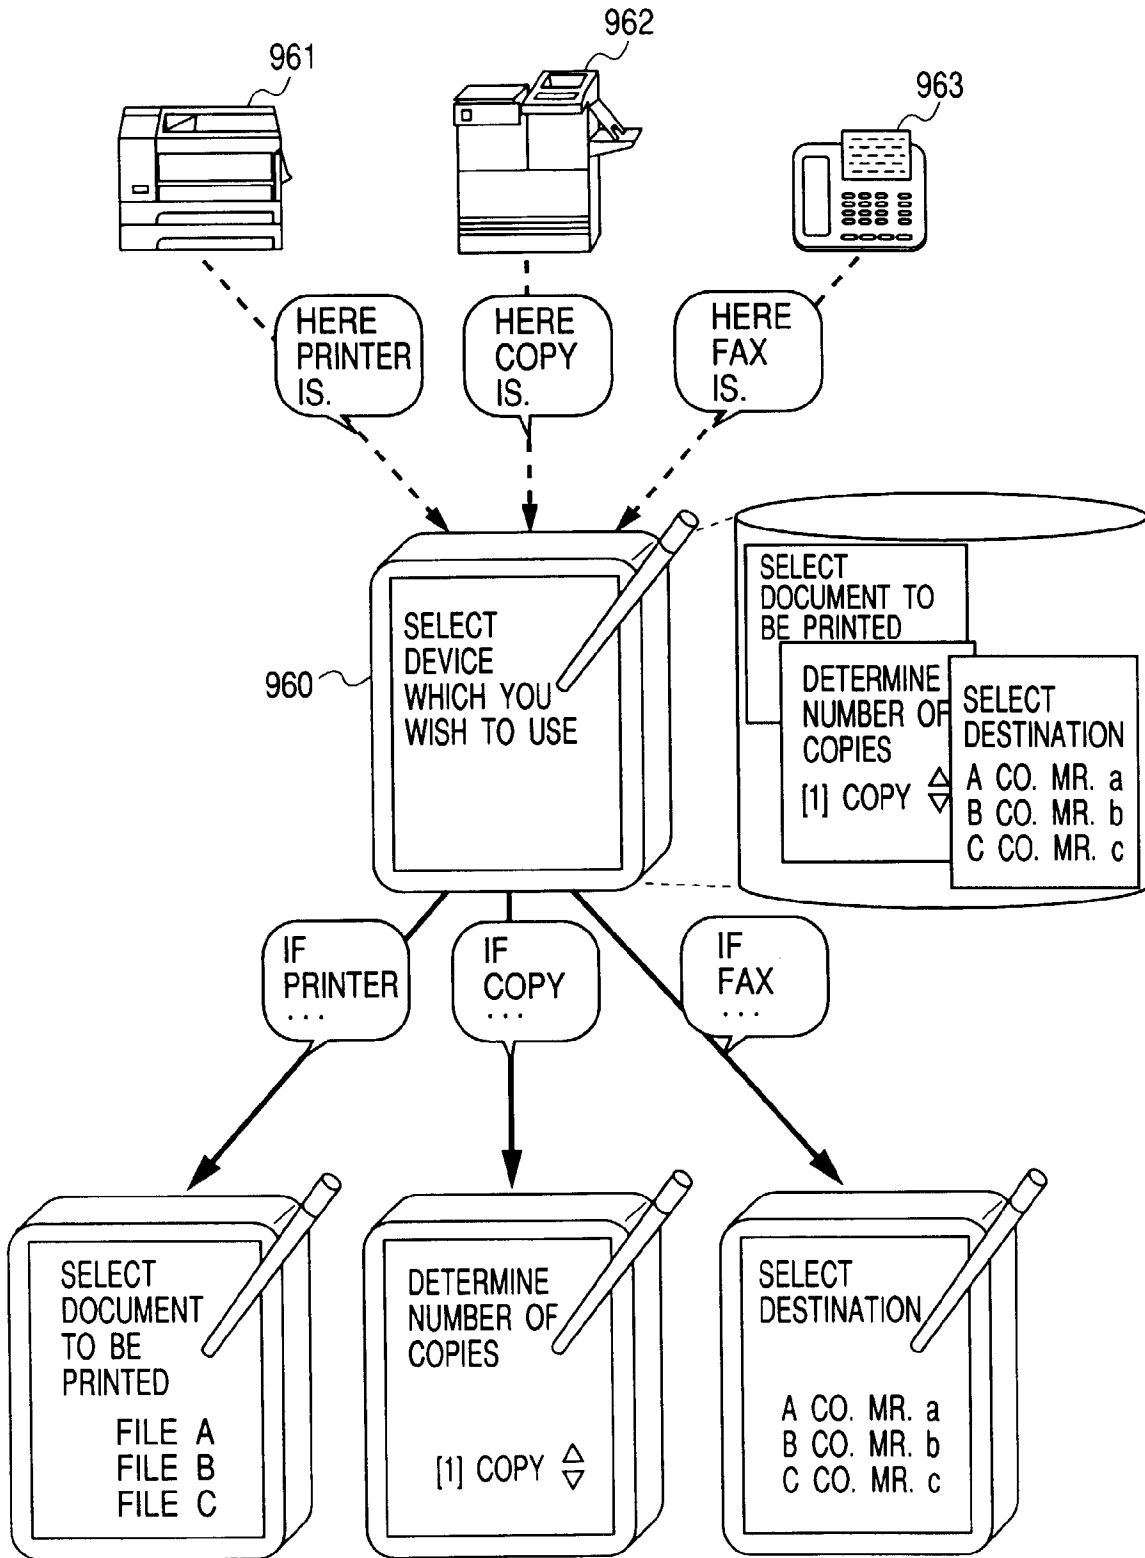 961
962
963
HERE
PRINTER
IS.
HERE
COPY
IS.
HERE
FAX
IS.
960
SELECT
DEVICE
WHICH YOU
WISH TO USE
SELECT
DOCUMENT TO
BE PRINTED
DETERMINE
NUMBER OF
COPIES
[1] COPY
SELECT
DESTINATION
A CO. MR. a
B CO. MR. b
C CO. MR. c
IF
PRINTER
. . .
IF
COPY
. . .
IF
FAX
. . .
SELECT
DOCUMENT
TO BE
PRINTED
FILE A
FILE B
FILE C
DETERMINE
NUMBER OF
COPIES
[1] COPY
SELECT
DESTINATION
A CO. MR. a
B CO. MR. b
C CO. MR. c